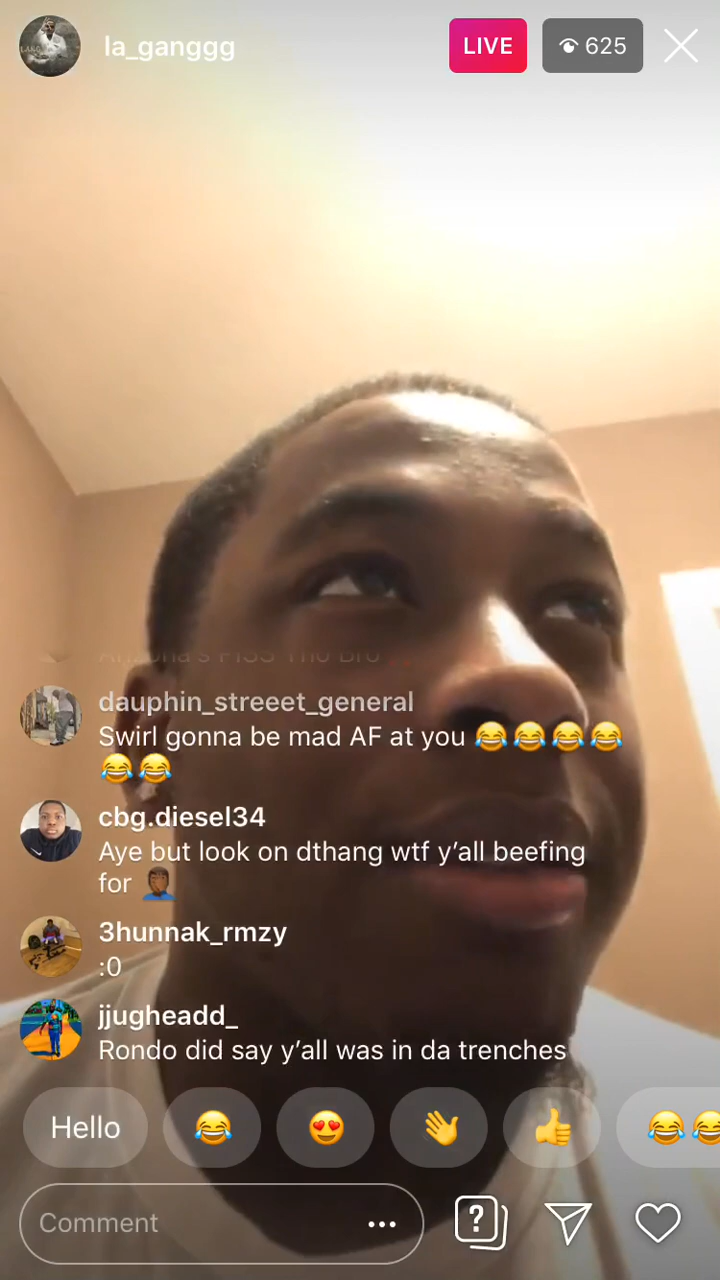 la_ganggg
LIVE
625
dauphin_streeet_general
Swirl gonna be mad AF at you 😂😂😂😂
😂😂
cbg.diesel34
Aye but look on dthang wtf y’all beefing
for 🤦🏾‍♂️
3hunnak_rmzy
:0
jjugheadd_
Rondo did say y’all was in da trenches
Hello
Comment